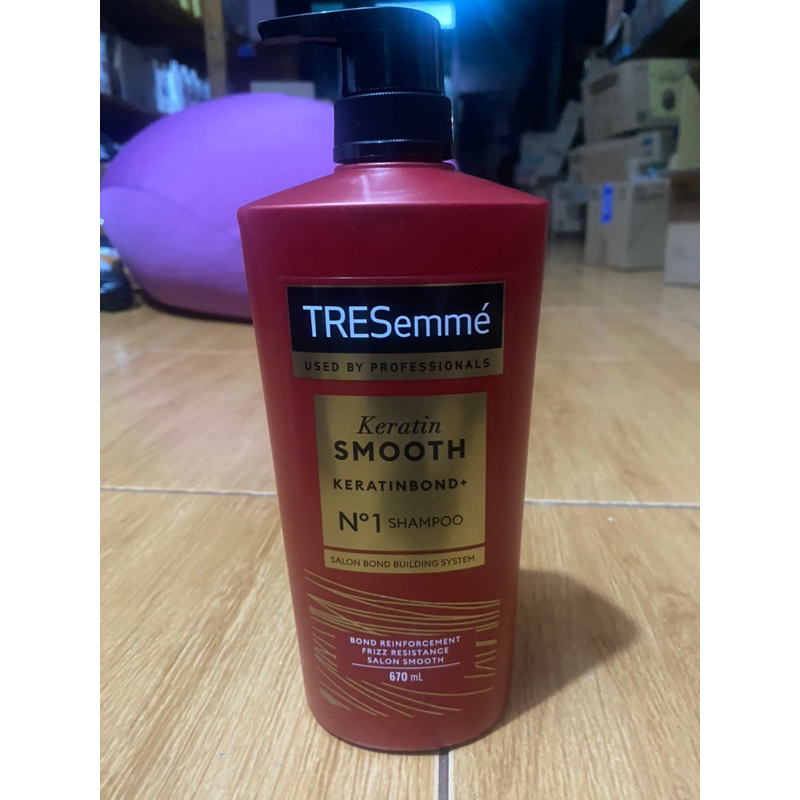 TRESemmé
USED BY PROFESSIONALS
Keratin
SMOOTH
KERATINBOND+
Nº1 SHAMPOO
SALON BOND BUILDING SYSTEM
BOND REINFORCEMENT
FRIZZ RESISTANCE
SALON SMOOTH
670 mL